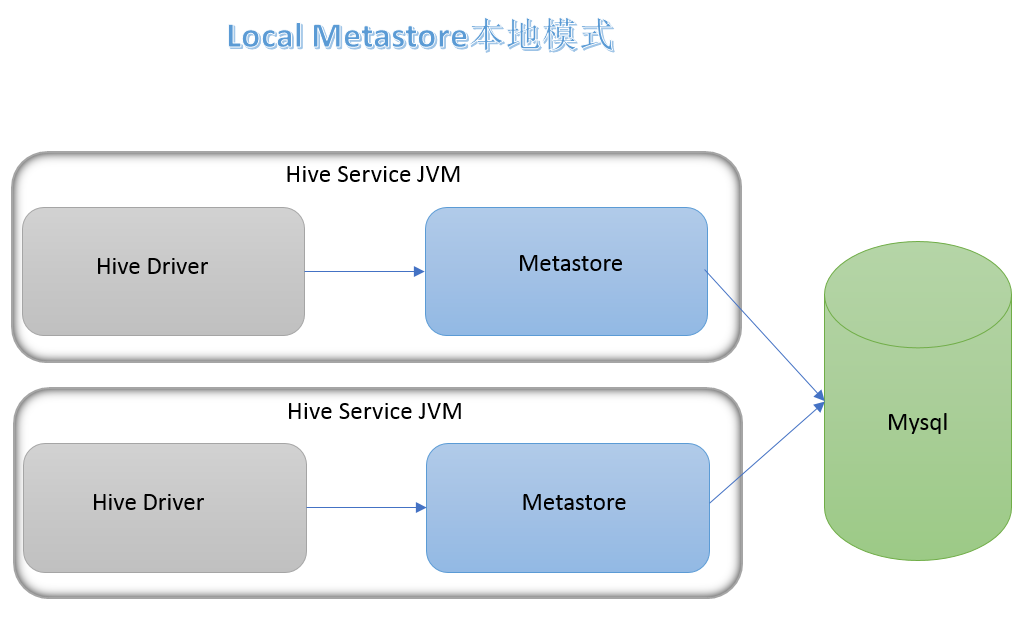 Local Metastore本地模式
Hive Service JVM
Hive Driver
Metastore
Hive Service JVM
Hive Driver
Metastore
Mysql